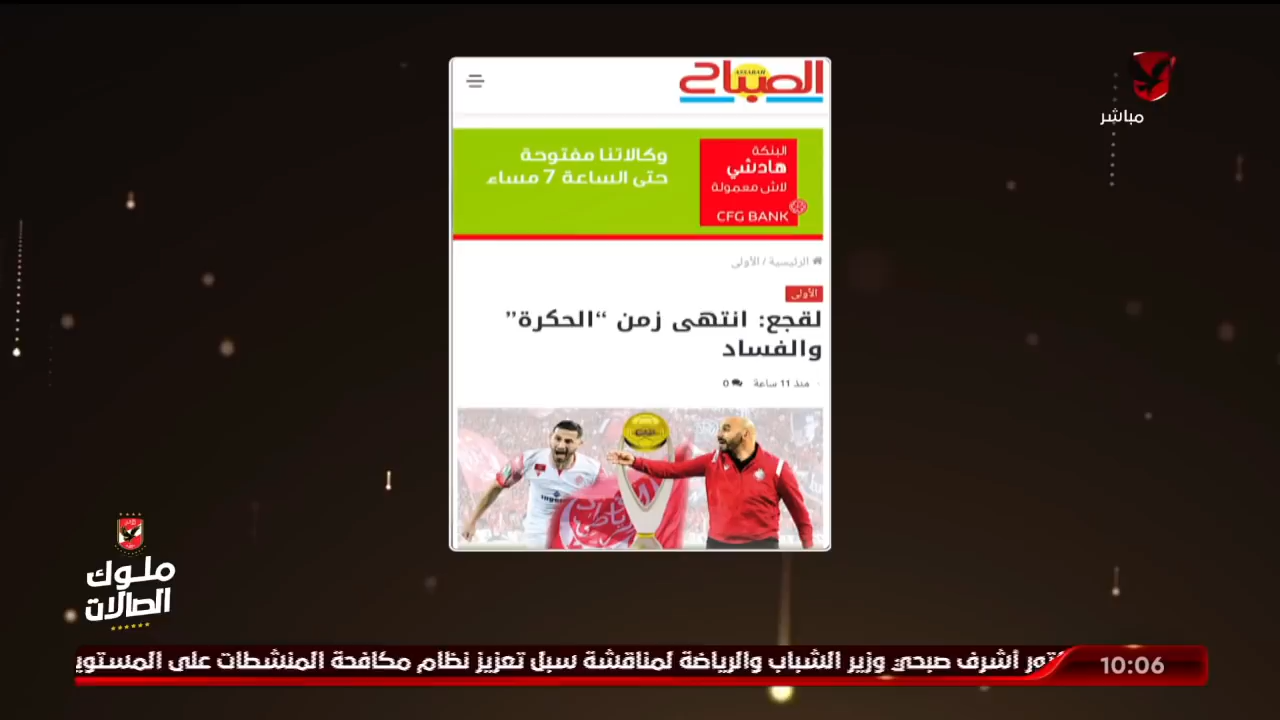 الصباح
ASSABAH
مباشر
البنكة
هادشي
لاش معمولة
CFG BANK
وكالاتنا مفتوحة
حتى الساعة 7 مساء
الرئيسية / الأولى
الأولى
لقجع: انتهى زمن “الحكرة”
والفساد
منذ 11 ساعة 0
ملوك
الصالات
كتور أشرف صبحي وزير الشباب والرياضة لمناقشة سبل تعزيز نظام مكافحة المنشطات على المستوي
10:06